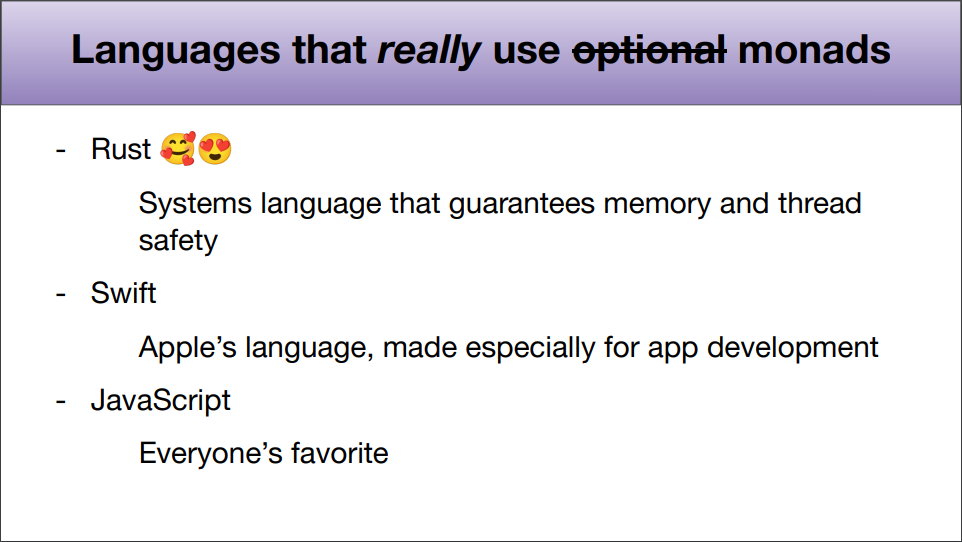 Languages that really use optional monads
- Rust 🥰😍
Systems language that guarantees memory and thread
safety
- Swift
Apple’s language, made especially for app development
- JavaScript
Everyone’s favorite